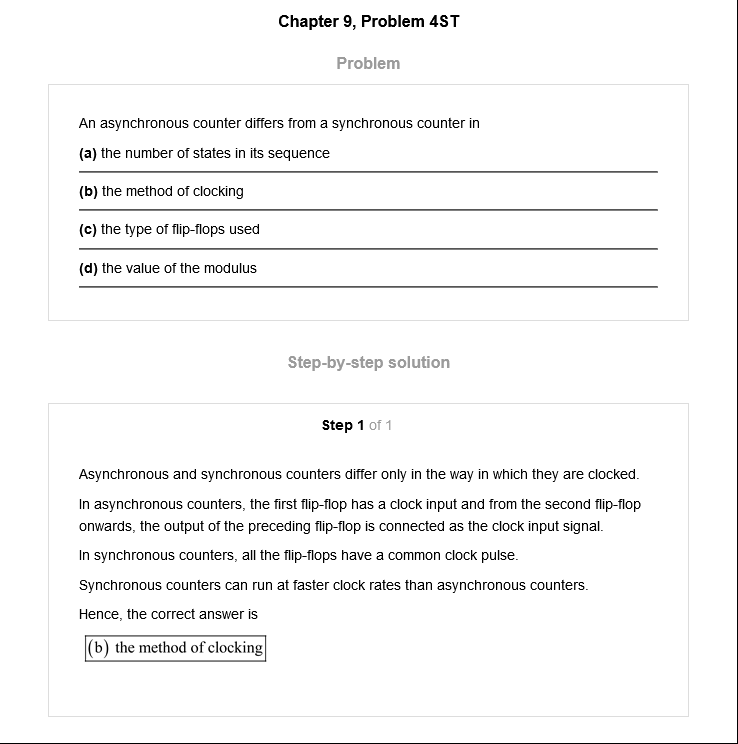 Chapter 9, Problem 4ST
Problem
An asynchronous counter differs from a synchronous counter in
(a) the number of states in its sequence
(b) the method of clocking
(c) the type of flip-flops used
(d) the value of the modulus
Step-by-step solution
Step 1 of 1
Asynchronous and synchronous counters differ only in the way in which they are clocked.
In asynchronous counters, the first flip-flop has a clock input and from the second flip-flop
onwards, the output of the preceding flip-flop is connected as the clock input signal.
In synchronous counters, all the flip-flops have a common clock pulse.
Synchronous counters can run at faster clock rates than asynchronous counters.
Hence, the correct answer is
(b) the method of clocking